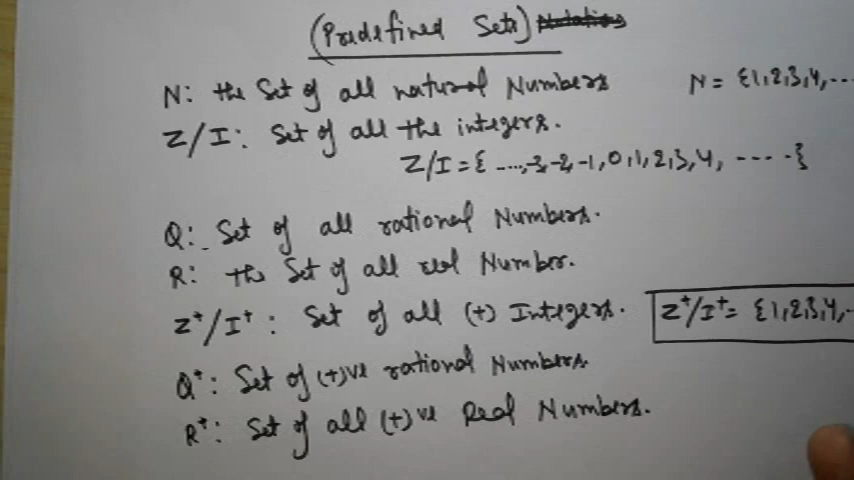 (Predefined Sets)
N: the Set of all natural Numbers N = {1,2,3,4,...
Z/I: Set of all the integers.
Z/I = {....,-3,-2,-1,0,1,2,3,4, .....}
Q: Set of all rational Numbers.
R: the Set of all real Number.
Z⁺/I⁺: Set of all (+) Integers. Z⁺/I⁺= {1,2,3,4,..
Q⁺: Set of (+)ve rational Numbers.
R⁺: Set of all (+)ve Real Numbers.